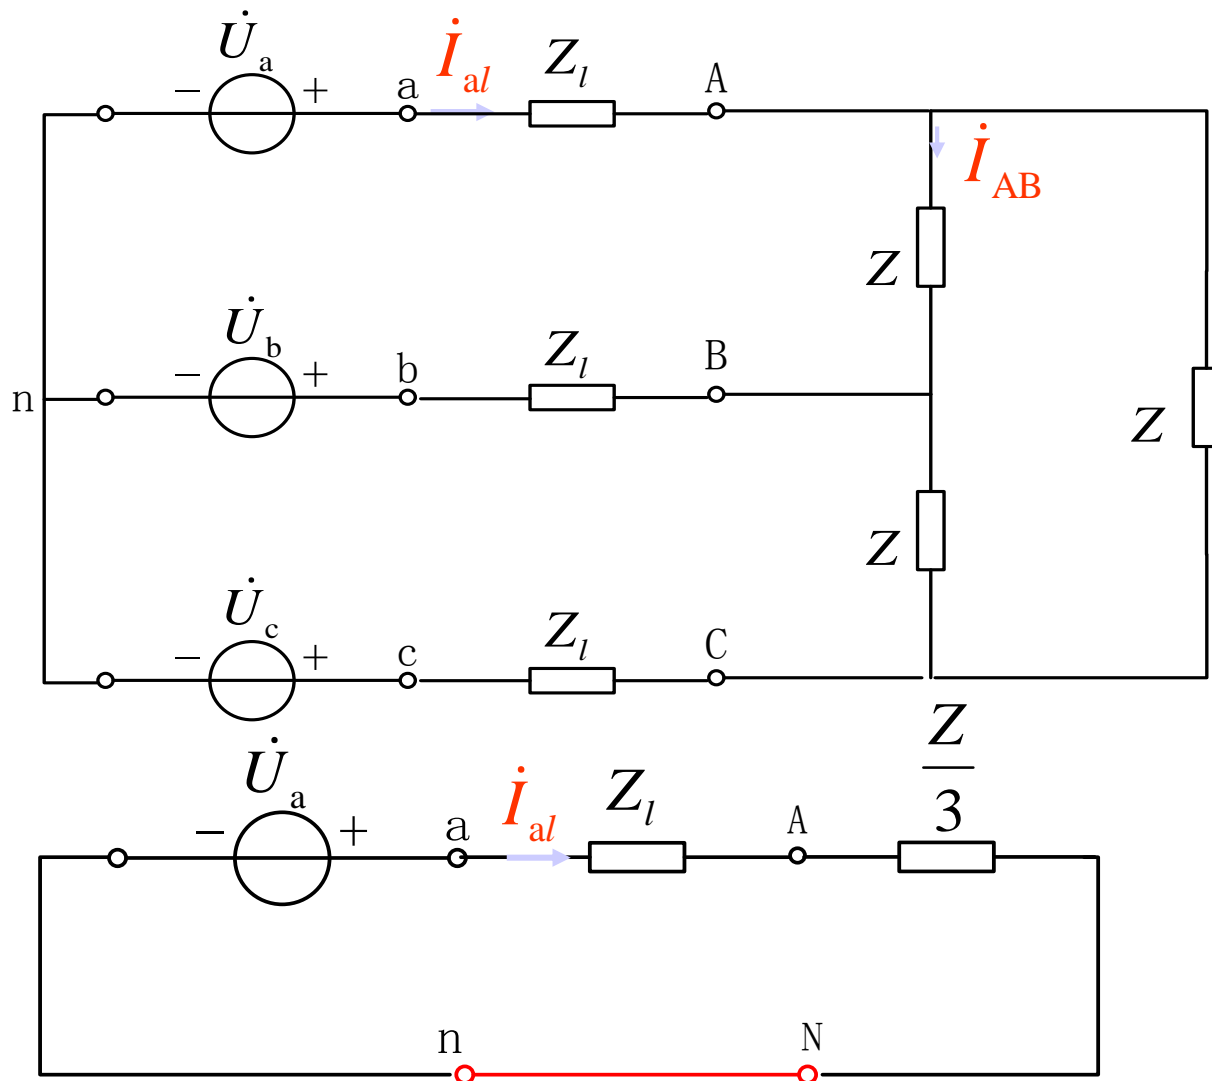 U̇a
İal Zl
− + a A
İAB
Z
U̇b
Zl
− + b B
n
Z
Z
U̇c
Zl
− + c C
Z
3
U̇a
İal Zl
− + a A
n N